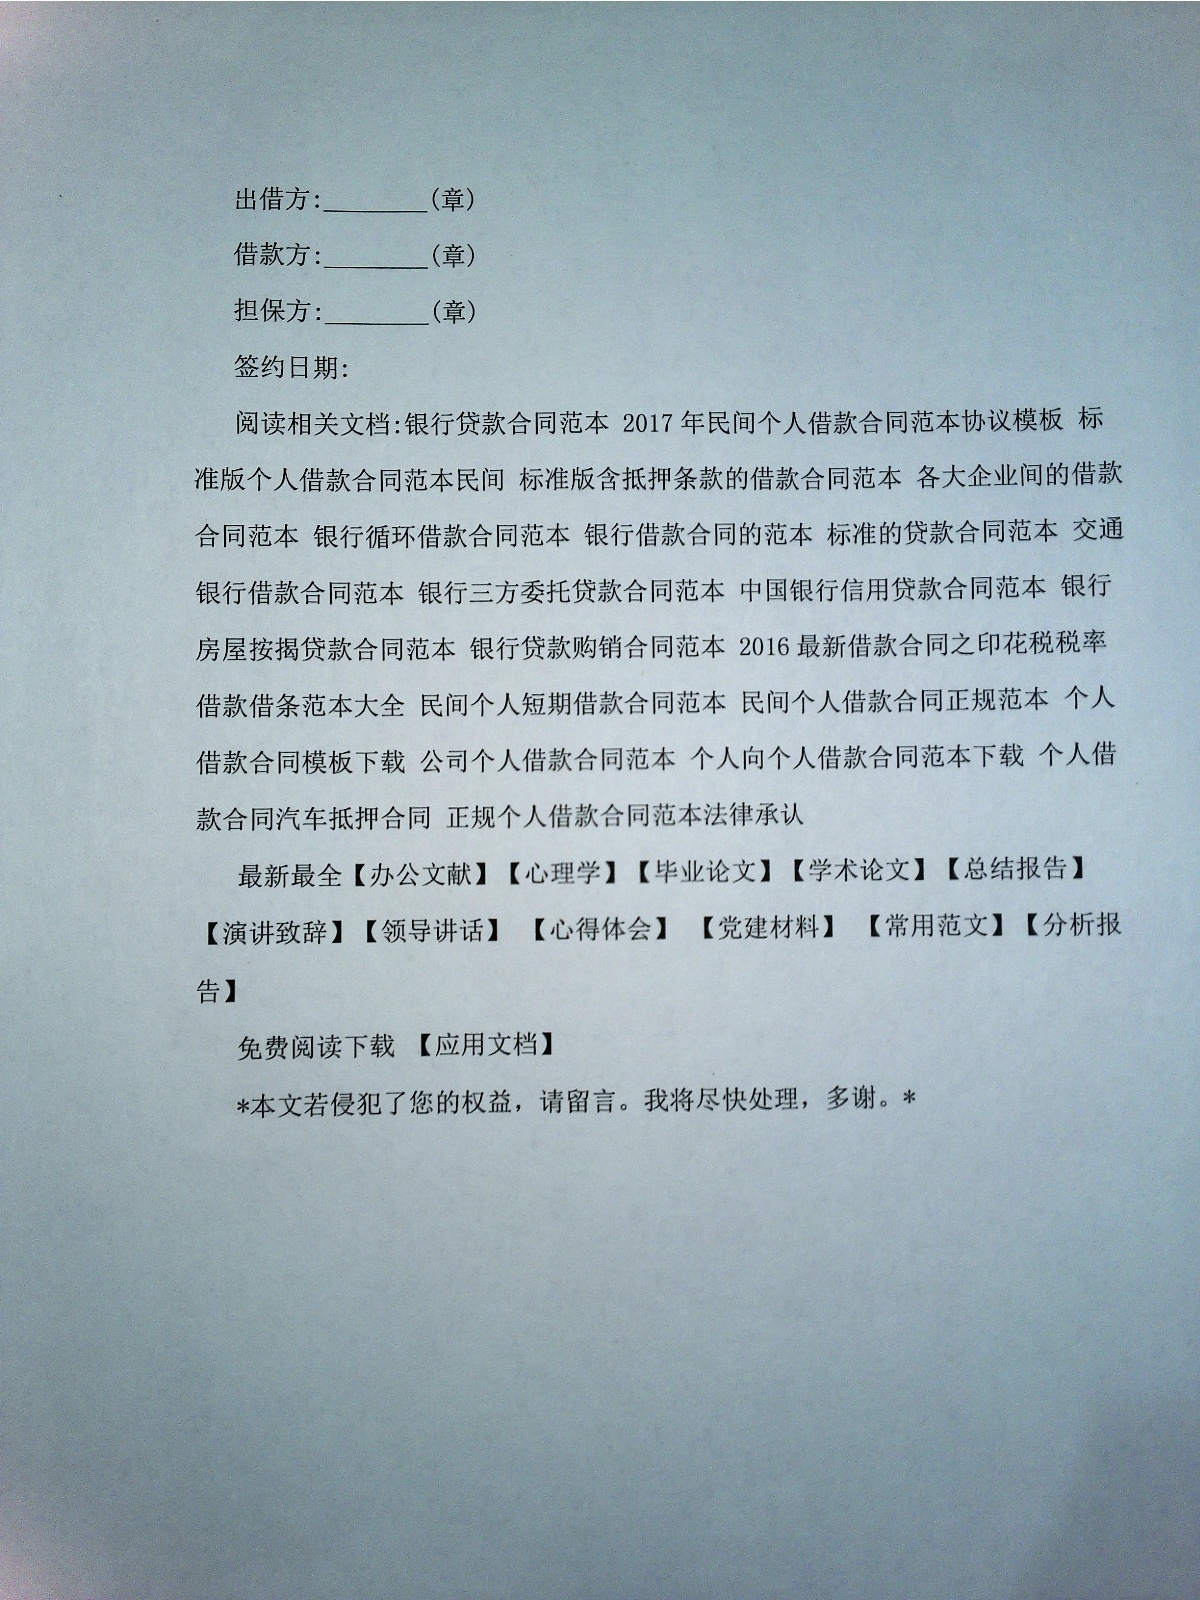 出借方:________(章)
借款方:________(章)
担保方:________(章)
签约日期:
阅读相关文档:银行贷款合同范本 2017年民间个人借款合同范本协议模板 标
准版个人借款合同范本民间 标准版含抵押条款的借款合同范本 各大企业间的借款
合同范本 银行循环借款合同范本 银行借款合同的范本 标准的贷款合同范本 交通
银行借款合同范本 银行三方委托贷款合同范本 中国银行信用贷款合同范本 银行
房屋按揭贷款合同范本 银行贷款购销合同范本 2016最新借款合同之印花税税率
借款借条范本大全 民间个人短期借款合同范本 民间个人借款合同正规范本 个人
借款合同模板下载 公司个人借款合同范本 个人向个人借款合同范本下载 个人借
款合同汽车抵押合同 正规个人借款合同范本法律承认
最新最全【办公文献】【心理学】【毕业论文】【学术论文】【总结报告】
【演讲致辞】【领导讲话】 【心得体会】 【党建材料】 【常用范文】【分析报
告】
免费阅读下载 【应用文档】
*本文若侵犯了您的权益，请留言。我将尽快处理，多谢。*